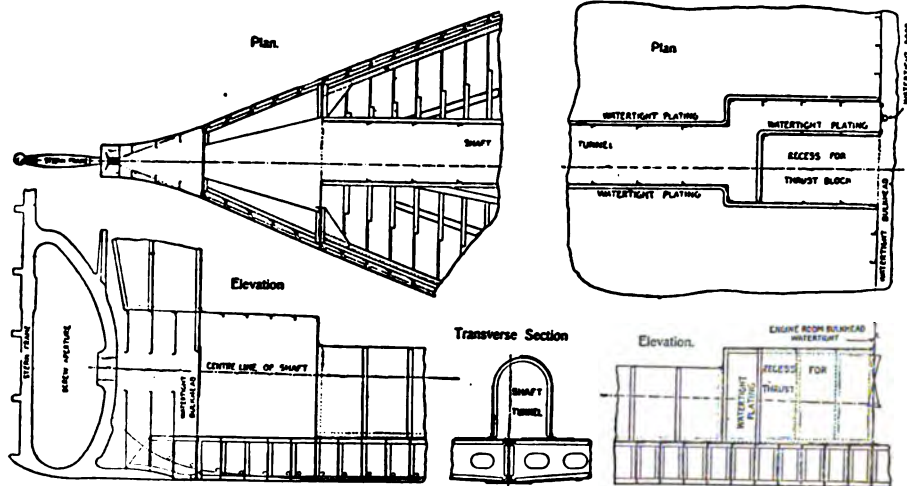 Plan.
STERN FRAME
SHAFT
Plan
WATERTIGHT PLATING
WATERTIGHT PLATING
TUNNEL
RECESS FOR
THRUST BLOCK
WATERTIGHT PLATING
WATERTIGHT BULKHEAD
Elevation
STERN FRAME
SCREW APERTURE
WATERTIGHT
BULKHEAD
CENTRE LINE OF SHAFT
Transverse Section
SHAFT
TUNNEL
Elevation.
ENGINE ROOM BULKHEAD
WATERTIGHT
RECESS FOR
THRUST
WATERTIGHT
PLATING